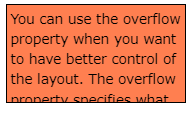 You can use the overflow
property when you want
to have better control of
the layout. The overflow
property specifies what